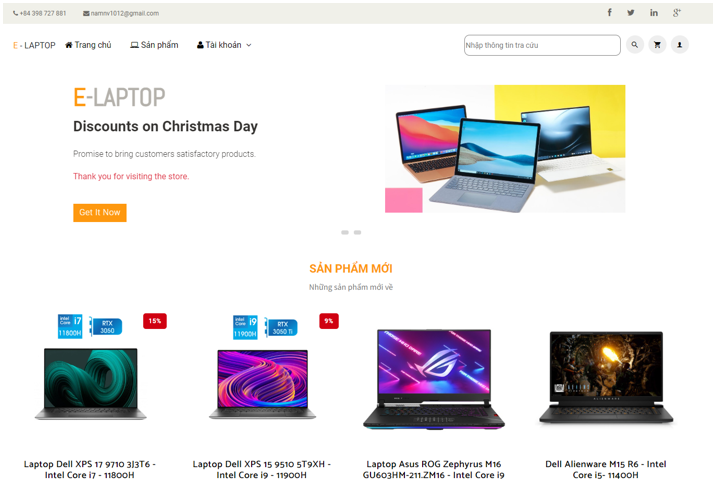 +84 398 727 881 namnv1012@gmail.com
E - LAPTOP Trang chủ Sản phẩm Tài khoản
Nhập thông tin tra cứu
E-LAPTOP
Discounts on Christmas Day
Promise to bring customers satisfactory products.
Thank you for visiting the store.
Get It Now
SẢN PHẨM MỚI
Những sản phẩm mới về
intel CORE i7 RTX 3050
11800H
15%
intel CORE i9 RTX 3050 Ti
11900H
9%
Laptop Dell XPS 17 9710 3J3T6 -
Intel Core i7 - 11800H
Laptop Dell XPS 15 9510 5T9XH -
Intel Core i9 - 11900H
Laptop Asus ROG Zephyrus M16
GU603HM-211.ZM16 - Intel Core i9
Dell Alienware M15 R6 - Intel
Core i5- 11400H